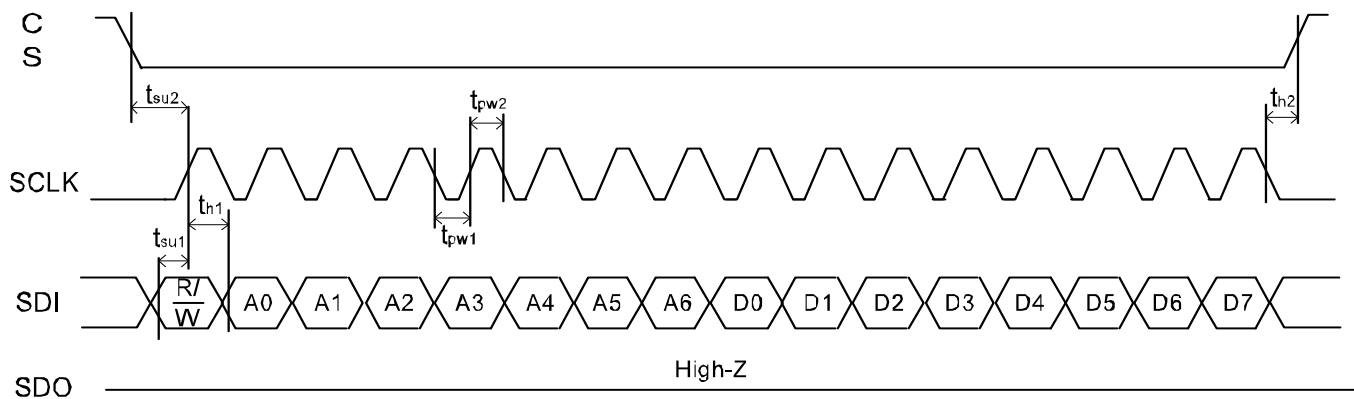 C
S
tsu2
tpw2
th2
SCLK
th1
tpw1
tsu1
SDI
R/
W
A0
A1
A2
A3
A4
A5
A6
D0
D1
D2
D3
D4
D5
D6
D7
High-Z
SDO